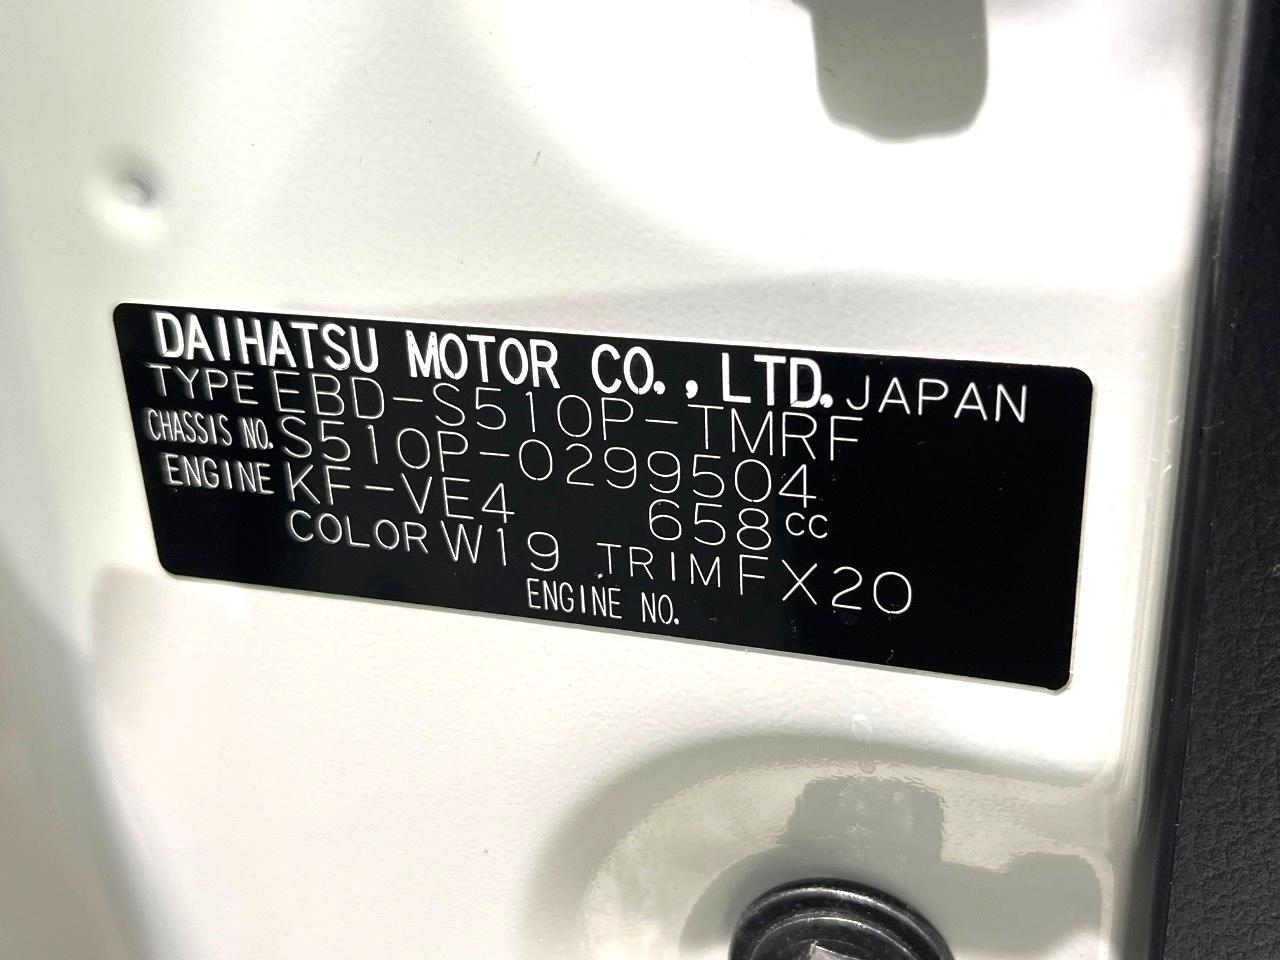 DAIHATSU MOTOR CO., LTD. JAPAN
TYPE EBD-S510P-TMRF
CHASSIS NO. S510P-0299504
ENGINE KF-VE4 658cc
COLOR W19 TRIM FX20
ENGINE NO.